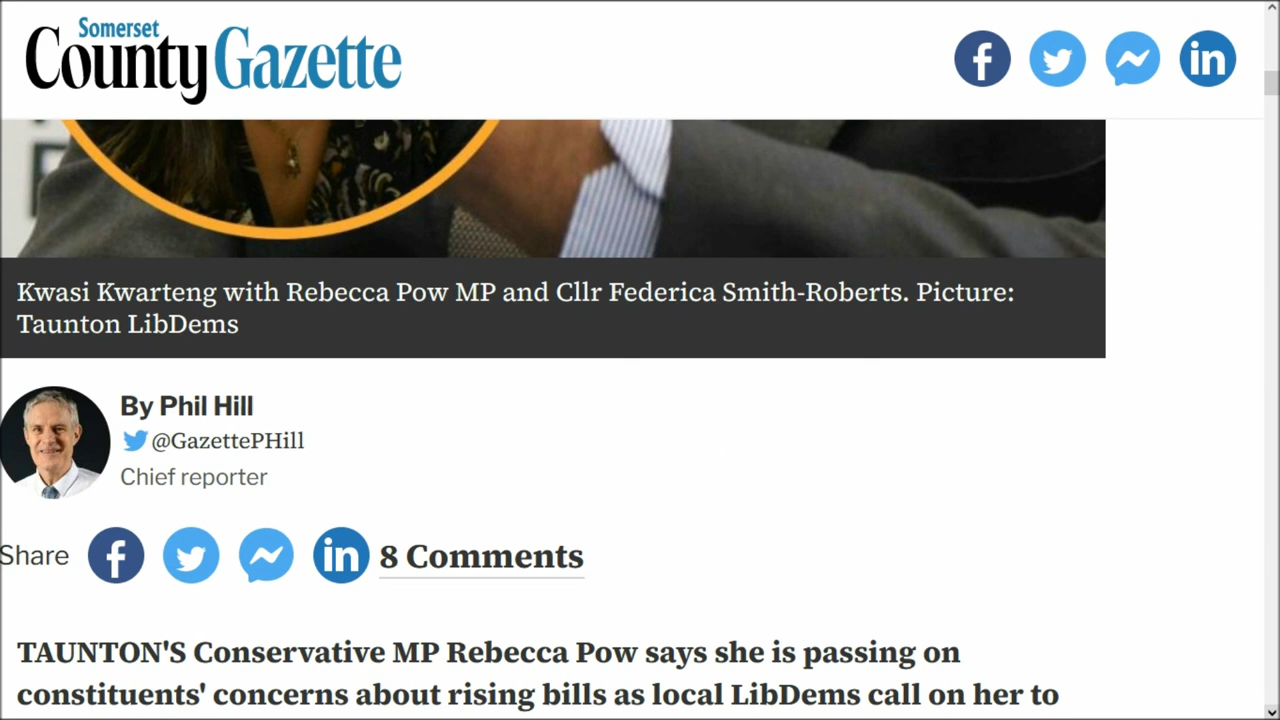 Somerset
County Gazette
Kwasi Kwarteng with Rebecca Pow MP and Cllr Federica Smith-Roberts. Picture:
Taunton LibDems
By Phil Hill
@GazettePHill
Chief reporter
Share 8 Comments
TAUNTON'S Conservative MP Rebecca Pow says she is passing on
constituents' concerns about rising bills as local LibDems call on her to